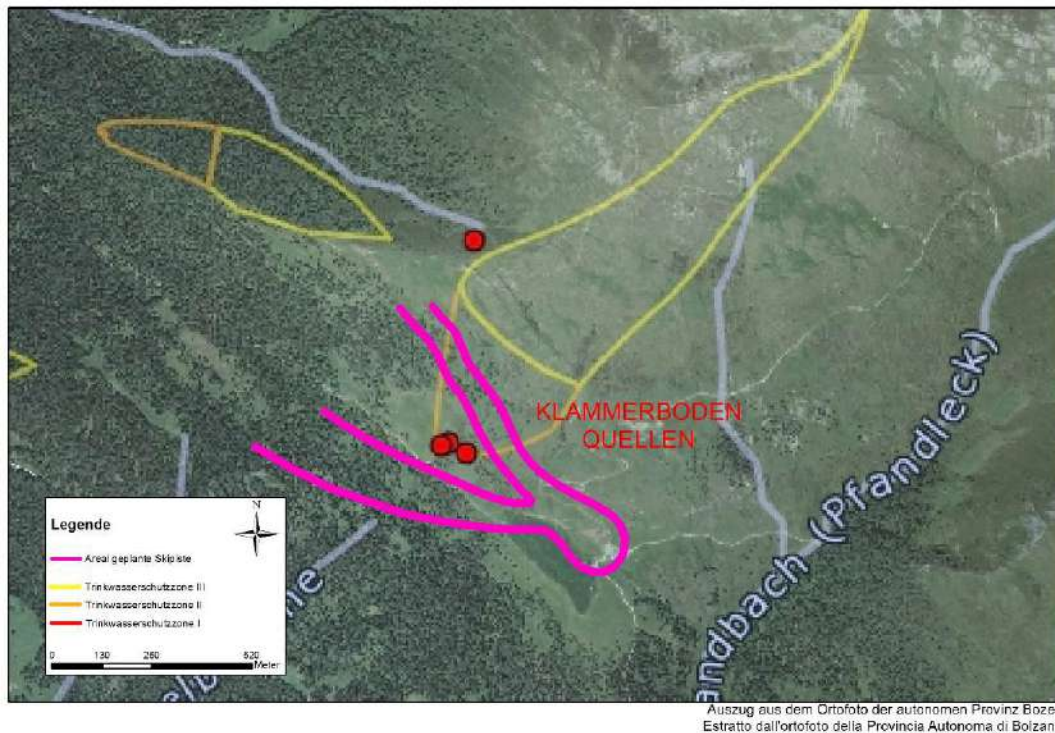 KLAMMERBODEN
QUELLEN
andbach (Pfandleck)
Legende
N
Areal geplante Skipiste
Trinkwasserschutzzone III
Trinkwasserschutzzone II
Trinkwasserschutzzone I
0 130 260 520
Meter
Auszug aus dem Ortofoto der autonomen Provinz Boze
Estratto dall'ortofoto della Provincia Autonoma di Bolzan